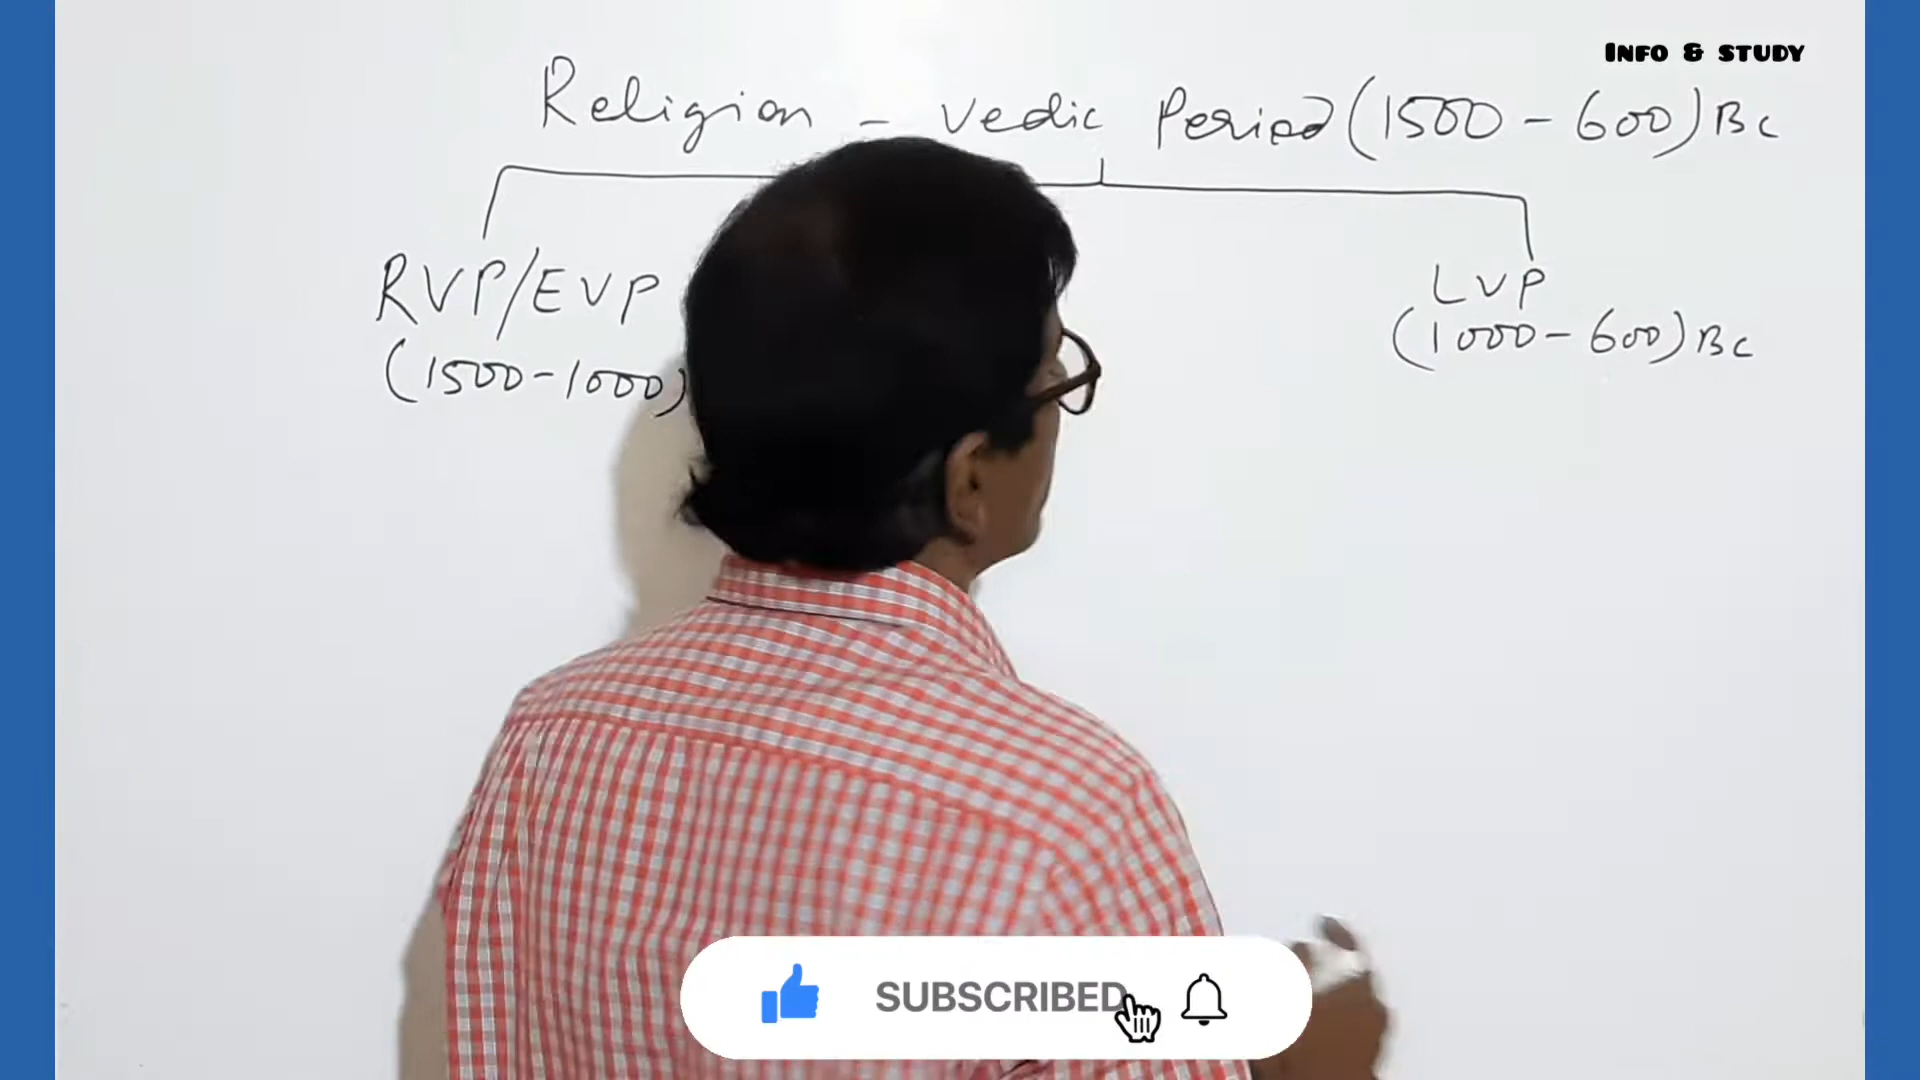 INFO & STUDY
Religion - Vedic Period (1500 - 600) BC
RVP/EVP
(1500-1000)
LVP
(1000-600) BC
SUBSCRIBED